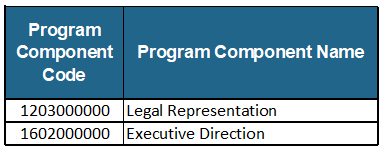 Program
Component
Code
Program Component Name
1203000000 Legal Representation
1602000000 Executive Direction